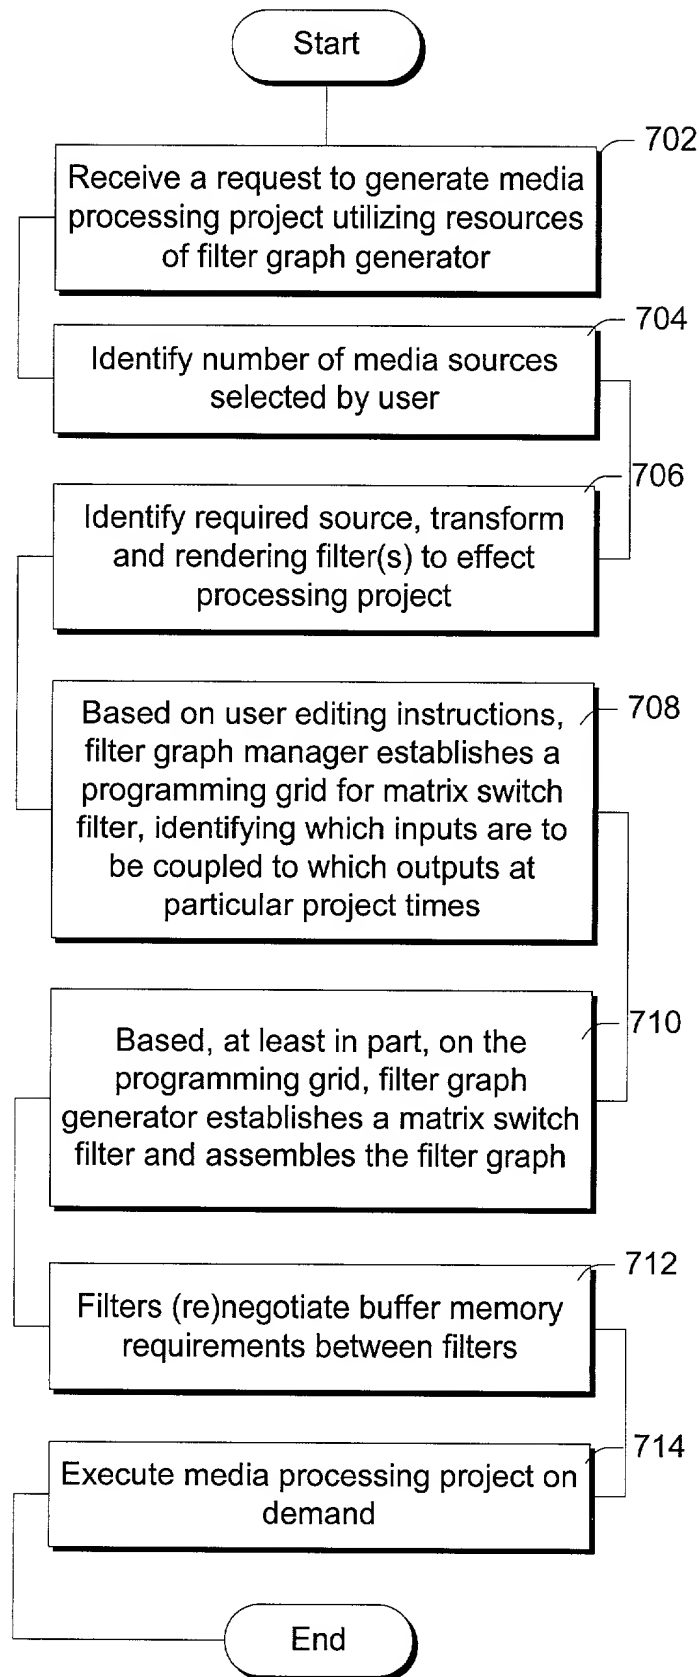 Start
702
Receive a request to generate media
processing project utilizing resources
of filter graph generator
704
Identify number of media sources
selected by user
706
Identify required source, transform
and rendering filter(s) to effect
processing project
708
Based on user editing instructions,
filter graph manager establishes a
programming grid for matrix switch
filter, identifying which inputs are to
be coupled to which outputs at
particular project times
710
Based, at least in part, on the
programming grid, filter graph
generator establishes a matrix switch
filter and assembles the filter graph
712
Filters (re)negotiate buffer memory
requirements between filters
714
Execute media processing project on
demand
End